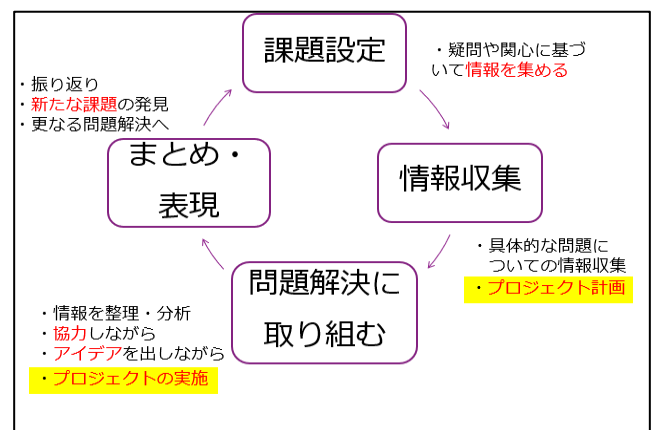 課題設定
・疑問や関心に基づ
いて情報を集める
情報収集
・具体的な問題に
ついての情報収集
・プロジェクト計画
問題解決に
取り組む
・情報を整理・分析
・協力しながら
・アイデアを出しながら
・プロジェクトの実施
まとめ・
表現
・振り返り
・新たな課題の発見
・更なる問題解決へ